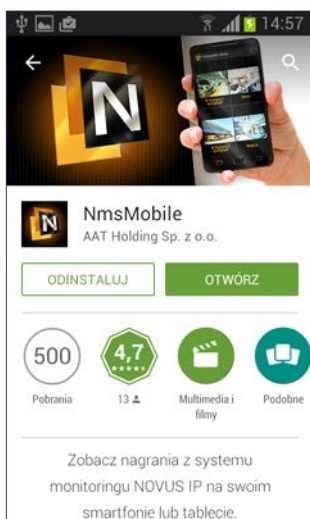 14:57
N
NmsMobile
AAT Holding Sp. z o.o.
ODINSTALUJ
OTWÓRZ
500
4,7
Pobrania
13
Multimedia i
filmy
Podobne
Zobacz nagrania z systemu
monitoringu NOVUS IP na swoim
smartfonie lub tablecie.